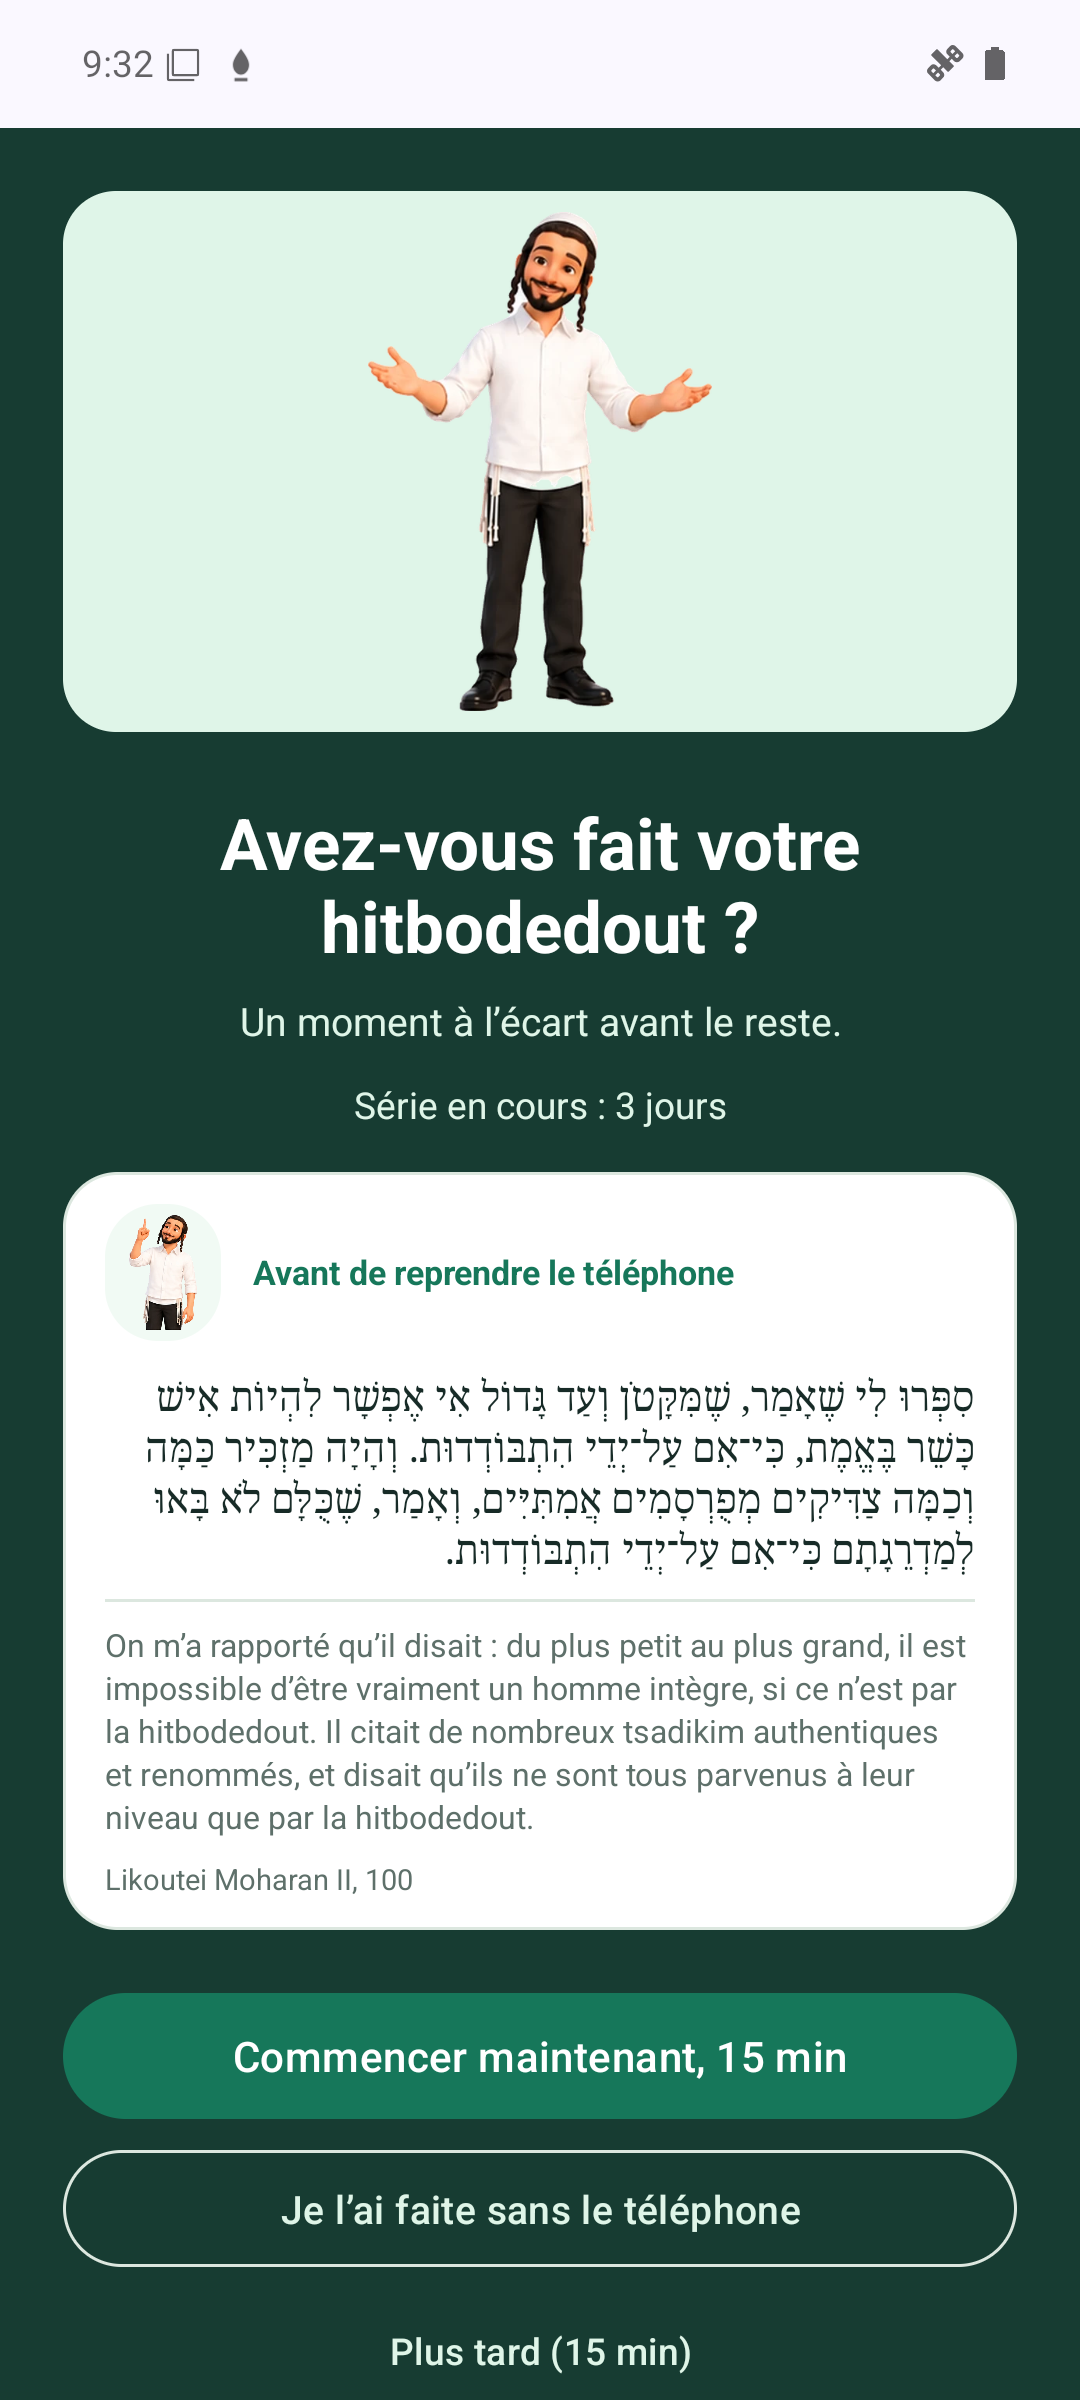 9:32
Avez-vous fait votre
hitbodedout ?
Un moment à l’écart avant le reste.
Série en cours : 3 jours
Avant de reprendre le téléphone
סִפְּרוּ לִי שֶׁאָמַר, שֶׁמִּקָּטֹן וְעַד גָּדוֹל אִי אֶפְשָׁר לִהְיוֹת אִישׁ
כָּשֵׁר בֶּאֱמֶת, כִּי־אִם עַל־יְדֵי הִתְבּוֹדְדוּת. וְהָיָה מַזְכִּיר כַּמָּה
וְכַמָּה צַדִּיקִים מְפֻרְסָמִים אֲמִתִּיִּים, וְאָמַר, שֶׁכֻּלָּם לֹא בָּאוּ
לְמַדְרֵגָתָם כִּי־אִם עַל־יְדֵי הִתְבּוֹדְדוּת.
On m’a rapporté qu’il disait : du plus petit au plus grand, il est
impossible d’être vraiment un homme intègre, si ce n’est par
la hitbodedout. Il citait de nombreux tsadikim authentiques
et renommés, et disait qu’ils ne sont tous parvenus à leur
niveau que par la hitbodedout.
Likoutei Moharan II, 100
Commencer maintenant, 15 min
Je l’ai faite sans le téléphone
Plus tard (15 min)